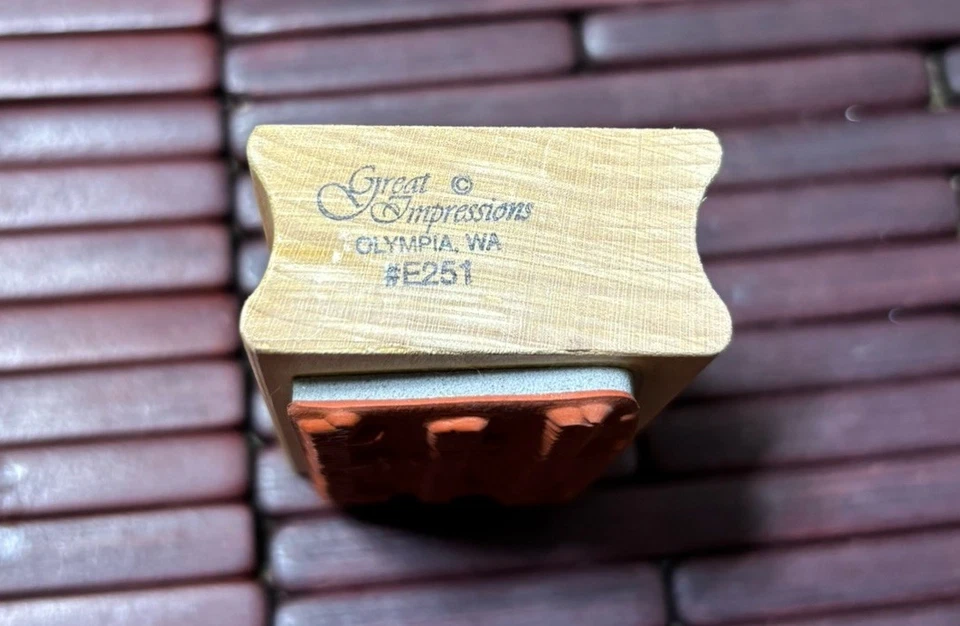 Great ©
Impressions
OLYMPIA, WA
#E251